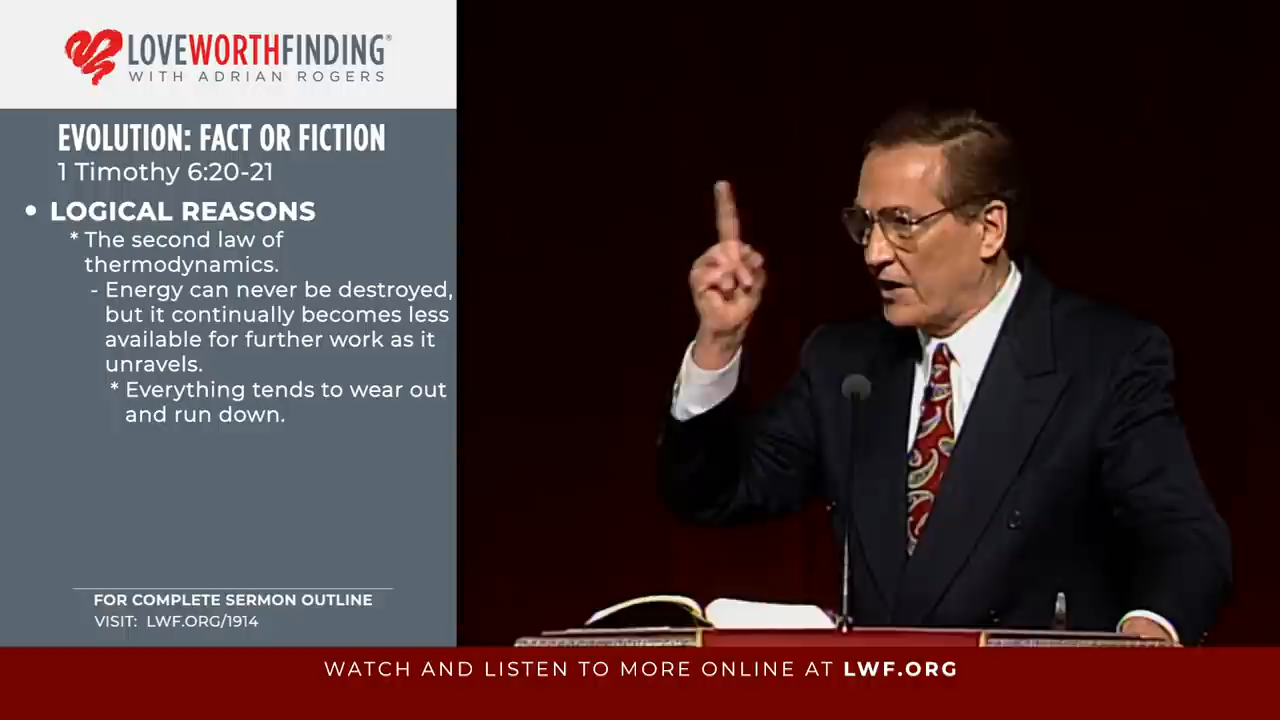 LOVEWORTHFINDING®
WITH ADRIAN ROGERS
EVOLUTION: FACT OR FICTION
1 Timothy 6:20-21
• LOGICAL REASONS
* The second law of
thermodynamics.
- Energy can never be destroyed,
but it continually becomes less
available for further work as it
unravels.
* Everything tends to wear out
and run down.
FOR COMPLETE SERMON OUTLINE
VISIT: LWF.ORG/1914
WATCH AND LISTEN TO MORE ONLINE AT LWF.ORG